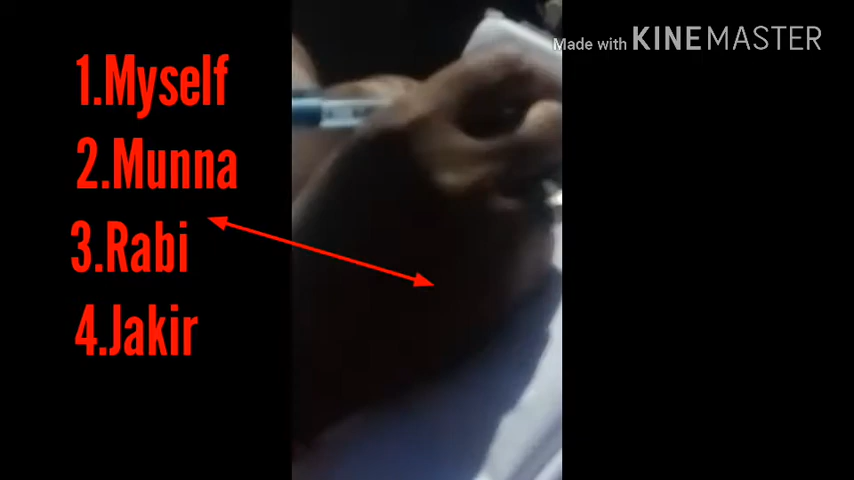 Made with KINEMASTER
1.Myself
2.Munna
3.Rabi
4.Jakir